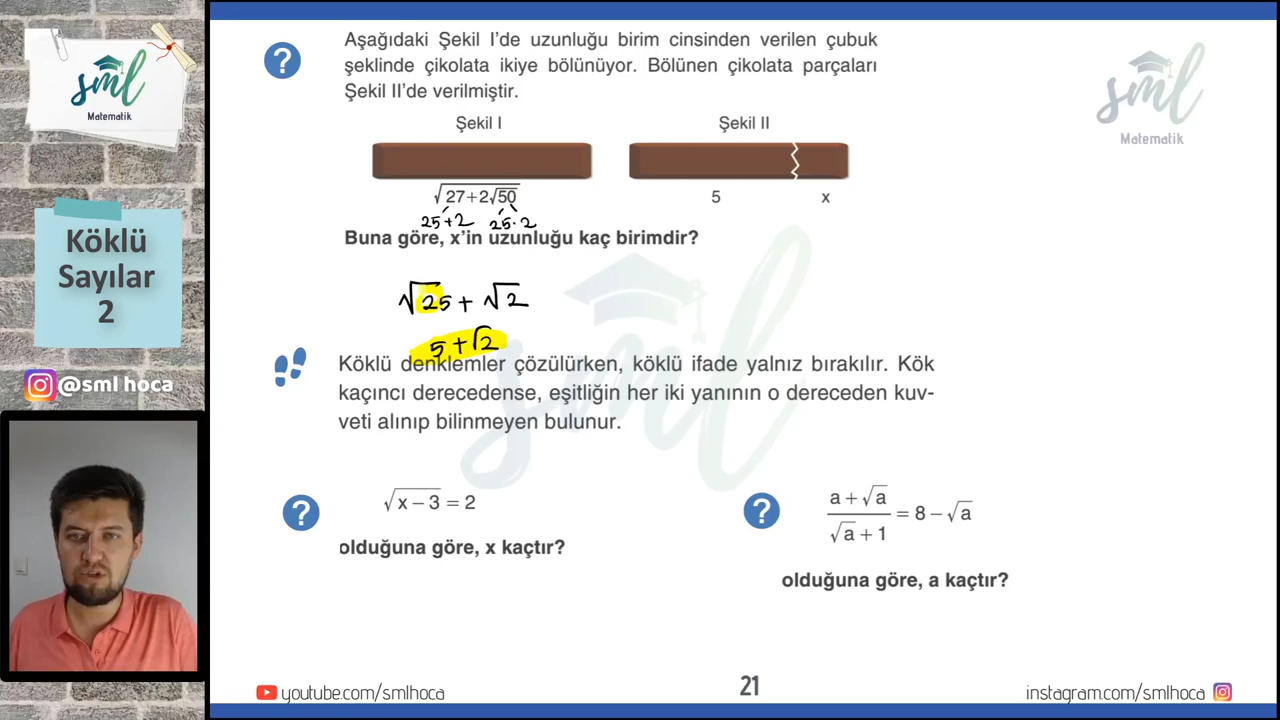 sml
Matematik
Köklü
Sayılar
2
@sml hoca
?
Aşağıdaki Şekil I'de uzunluğu birim cinsinden verilen çubuk
şeklinde çikolata ikiye bölünüyor. Bölünen çikolata parçaları
Şekil II'de verilmiştir.
Şekil I
Şekil II
√27+2√50
5
x
25+2 25·2
Buna göre, x'in uzunluğu kaç birimdir?
√25 + √2
5+√2
Köklü denklemler çözülürken, köklü ifade yalnız bırakılır. Kök
kaçıncı derecedense, eşitliğin her iki yanının o dereceden kuv-
veti alınıp bilinmeyen bulunur.
?
√x − 3 = 2
olduğuna göre, x kaçtır?
?
a + √a
√a + 1
= 8 − √a
olduğuna göre, a kaçtır?
sml
Matematik
youtube.com/smlhoca
21
instagram.com/smlhoca